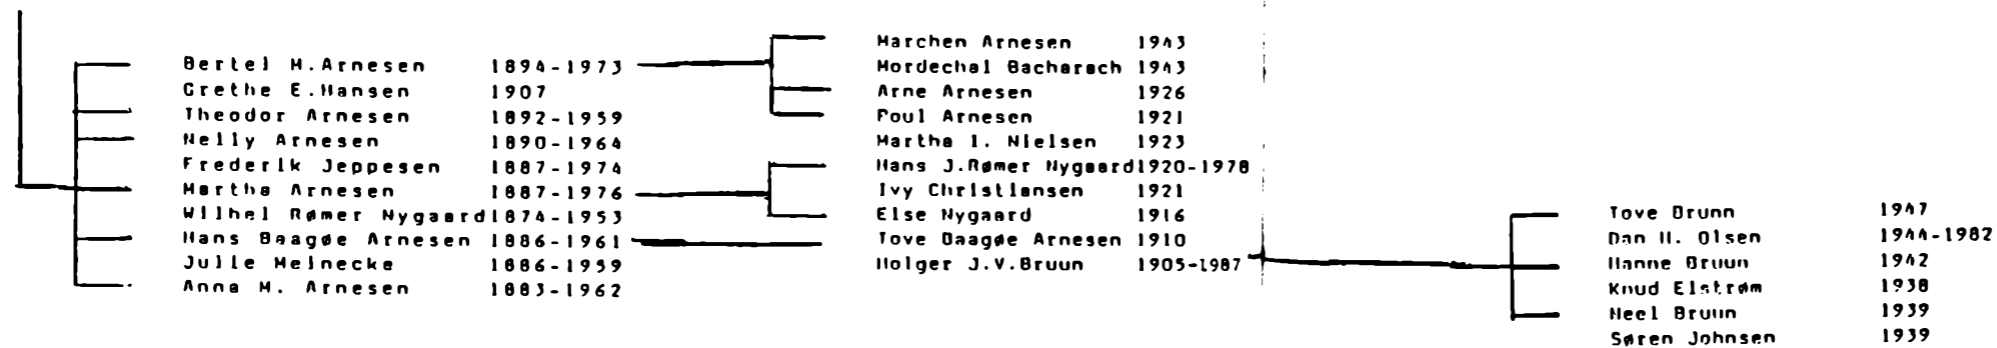 Bertel M.Arnesen 1894-1973
Grethe E.Hansen 1907
Theodor Arnesen 1892-1959
Nelly Arnesen 1890-1964
Frederik Jeppesen 1887-1974
Martha Arnesen 1887-1976
Wilhel Rømer Nygaard 1874-1953
Hans Baagøe Arnesen 1886-1961
Julie Meinecke 1886-1959
Anna M. Arnesen 1883-1962
Marchen Arnesen 1943
Mordechai Bacharach 1943
Arne Arnesen 1926
Poul Arnesen 1921
Martha I. Nielsen 1923
Hans J.Rømer Nygaard 1920-1978
Ivy Christiansen 1921
Else Nygaard 1916
Tove Baagøe Arnesen 1910
Holger J.V.Bruun 1905-1987
Tove Bruun 1947
Dan H. Olsen 1944-1982
Hanne Bruun 1942
Knud Elstrøm 1938
Neel Bruun 1939
Søren Johnsen 1939